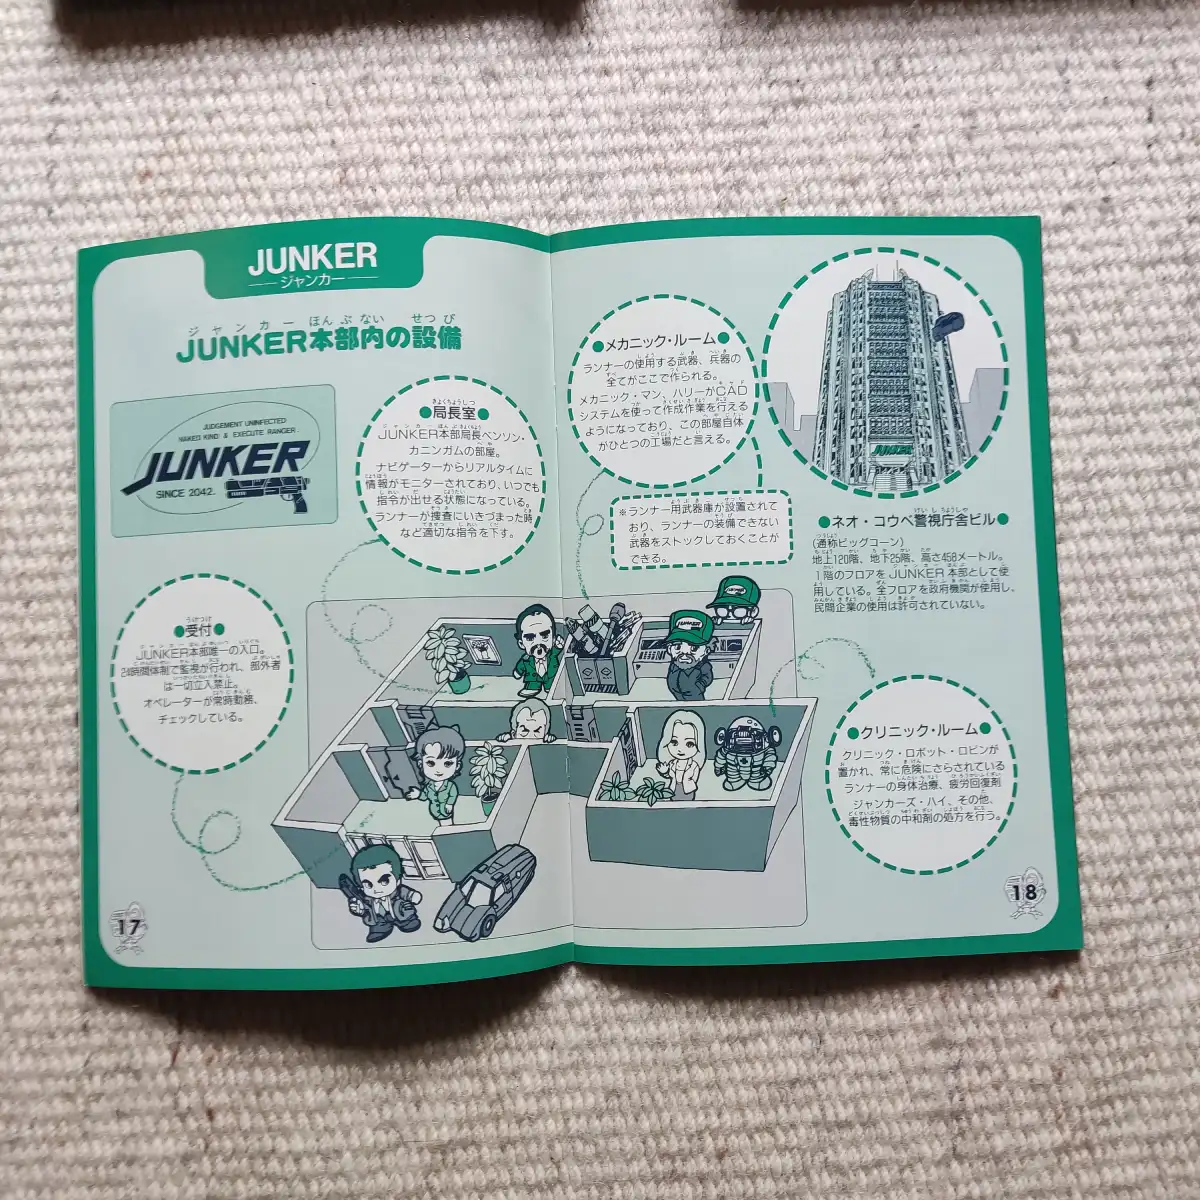 JUNKER
ジャンカー
JUNKER本部内の設備
JUDGEMENT UNINFECTED
NAKED KIND & EXECUTE RANGER.
JUNKER
SINCE 2042.
●局長室●
JUNKER本部局長ベンソン・
カニンガムの部屋。
ナビゲーターからリアルタイムに
情報がモニターされており、いつでも
指令が出せる状態になっている。
ランナーが捜査にいきづまった時
など適切な指令を下す。
●受付●
JUNKER本部唯一の入口。
24時間体制で監視が行われ、部外者
は一切立入禁止。
オペレーターが常時勤務、
チェックしている。
17
●メカニック・ルーム●
ランナーの使用する武器、兵器の
全てがここで作られる。
メカニック・マン、ハリーがCAD
システムを使って作成作業を行える
ようになっており、この部屋自体
がひとつの工場だと言える。
※ランナー用武器庫が設置されて
おり、ランナーの装備できない
武器をストックしておくことが
できる。
JUNKER
●ネオ・コウベ警視庁舎ビル●
(通称ビッグコーン)
地上120階、地下25階、高さ458メートル。
1階のフロアをJUNKER本部として使
用している。全フロアを政府機関が使用し、
民間企業の使用は許可されていない。
●クリニック・ルーム●
クリニック・ロボット・ロビンが
置かれ、常に危険にさらされている
ランナーの身体治療、疲労回復剤
ジャンカーズ・ハイ、その他、
毒性物質の中和剤の処方を行う。
JUNKER
18